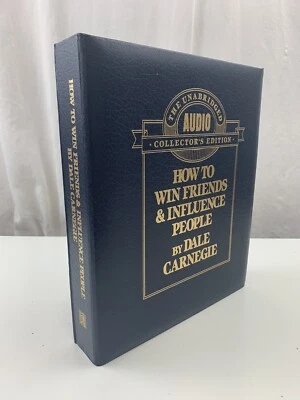 HOW TO WIN FRIENDS & INFLUENCE PEOPLE
BY DALE CARNEGIE
THE UNABRIDGED
AUDIO
· COLLECTOR'S EDITION ·
HOW TO
WIN FRIENDS
& INFLUENCE
PEOPLE
BY DALE
CARNEGIE